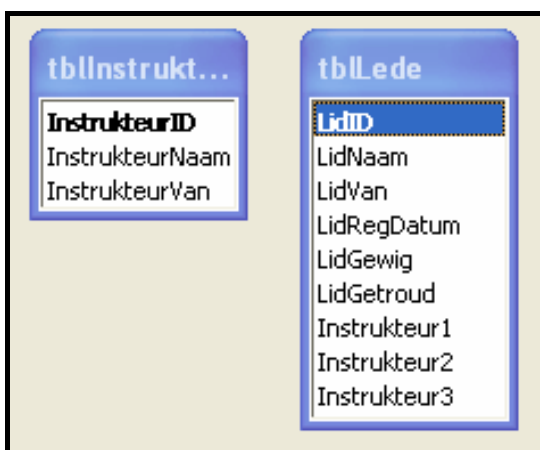 tblInstrukt...
InstrukteurID
InstrukteurNaam
InstrukteurVan
tblLede
LidID
LidNaam
LidVan
LidRegDatum
LidGewig
LidGetroud
Instrukteur1
Instrukteur2
Instrukteur3